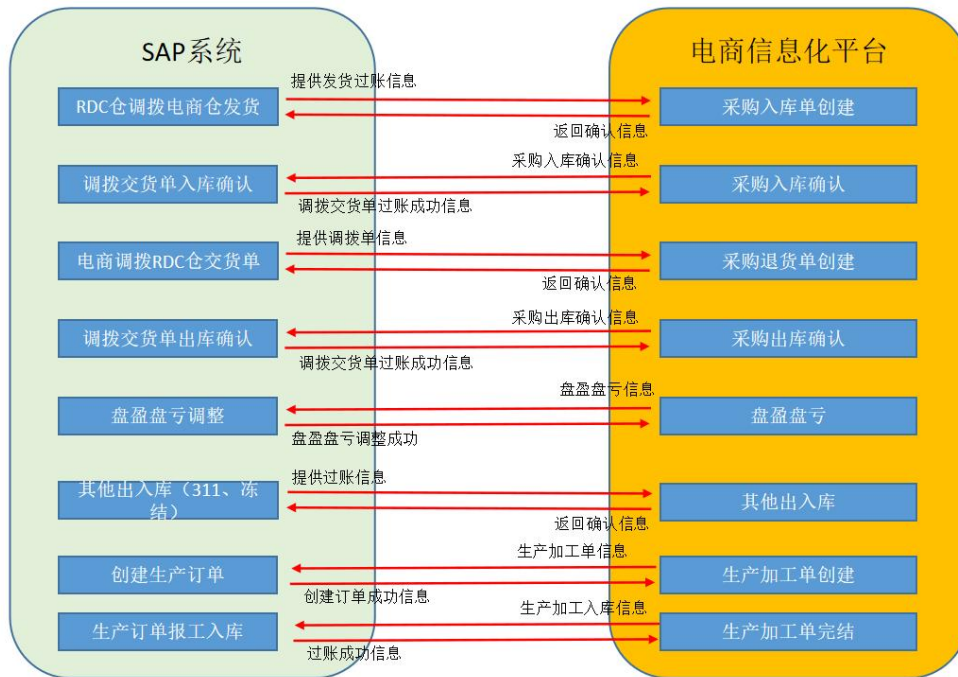 SAP系统
电商信息化平台
提供发货过账信息
RDC仓调拨电商仓发货
采购入库单创建
返回确认信息
采购入库确认信息
调拨交货单入库确认
采购入库确认
调拨交货单过账成功信息
提供调拨单信息
电商调拨RDC仓交货单
采购退货单创建
返回确认信息
采购出库确认信息
调拨交货单出库确认
采购出库确认
调拨交货单过账成功信息
盘盈盘亏信息
盘盈盘亏调整
盘盈盘亏
盘盈盘亏调整成功
提供过账信息
其他出入库（311、冻
结）
其他出入库
返回确认信息
生产加工单信息
创建生产订单
生产加工单创建
创建订单成功信息
生产加工入库信息
生产订单报工入库
生产加工单完结
过账成功信息